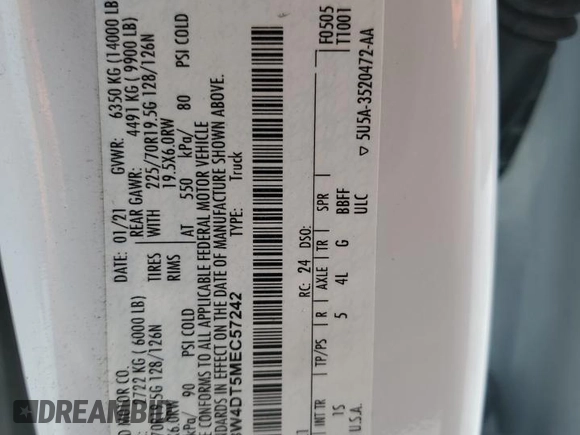 DATE: 01/21 GVWR: 6350 KG (14000 LB
MOTOR CO.
REAR GAWR: 4491 KG ( 9900 LB)
2722 KG ( 6000 LB)
TIRES WITH 225/70R19.5G 128/126N
128/126N
RIMS 19.5X6.0RW
AT 550 kPa/ 80 PSI COLD
kPa/ 90 PSI COLD
CONFORMS TO ALL APPLICABLE FEDERAL MOTOR VEHICLE
IN EFFECT ON THE DATE OF MANUFACTURE SHOWN ABOVE.
W4DT5MEC57242
TYPE: Truck
F0505
T1001
RC: 24 DSO:
INT TR TP/PS R AXLE TR SPR
1S 5 4L G BBFF
U.S.A. ULC
▽ 5U5A-3520472-AA
BIDCARS